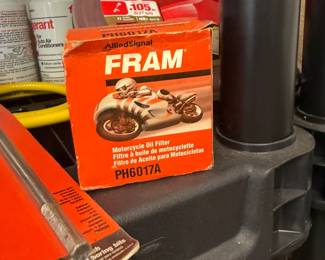 .105
AlliedSignal
PH6017A
FRAM
Motorcycle Oil Filter
Filtre à huile de motocyclette
Filtro de Aceite para Motocicletas
PH6017A